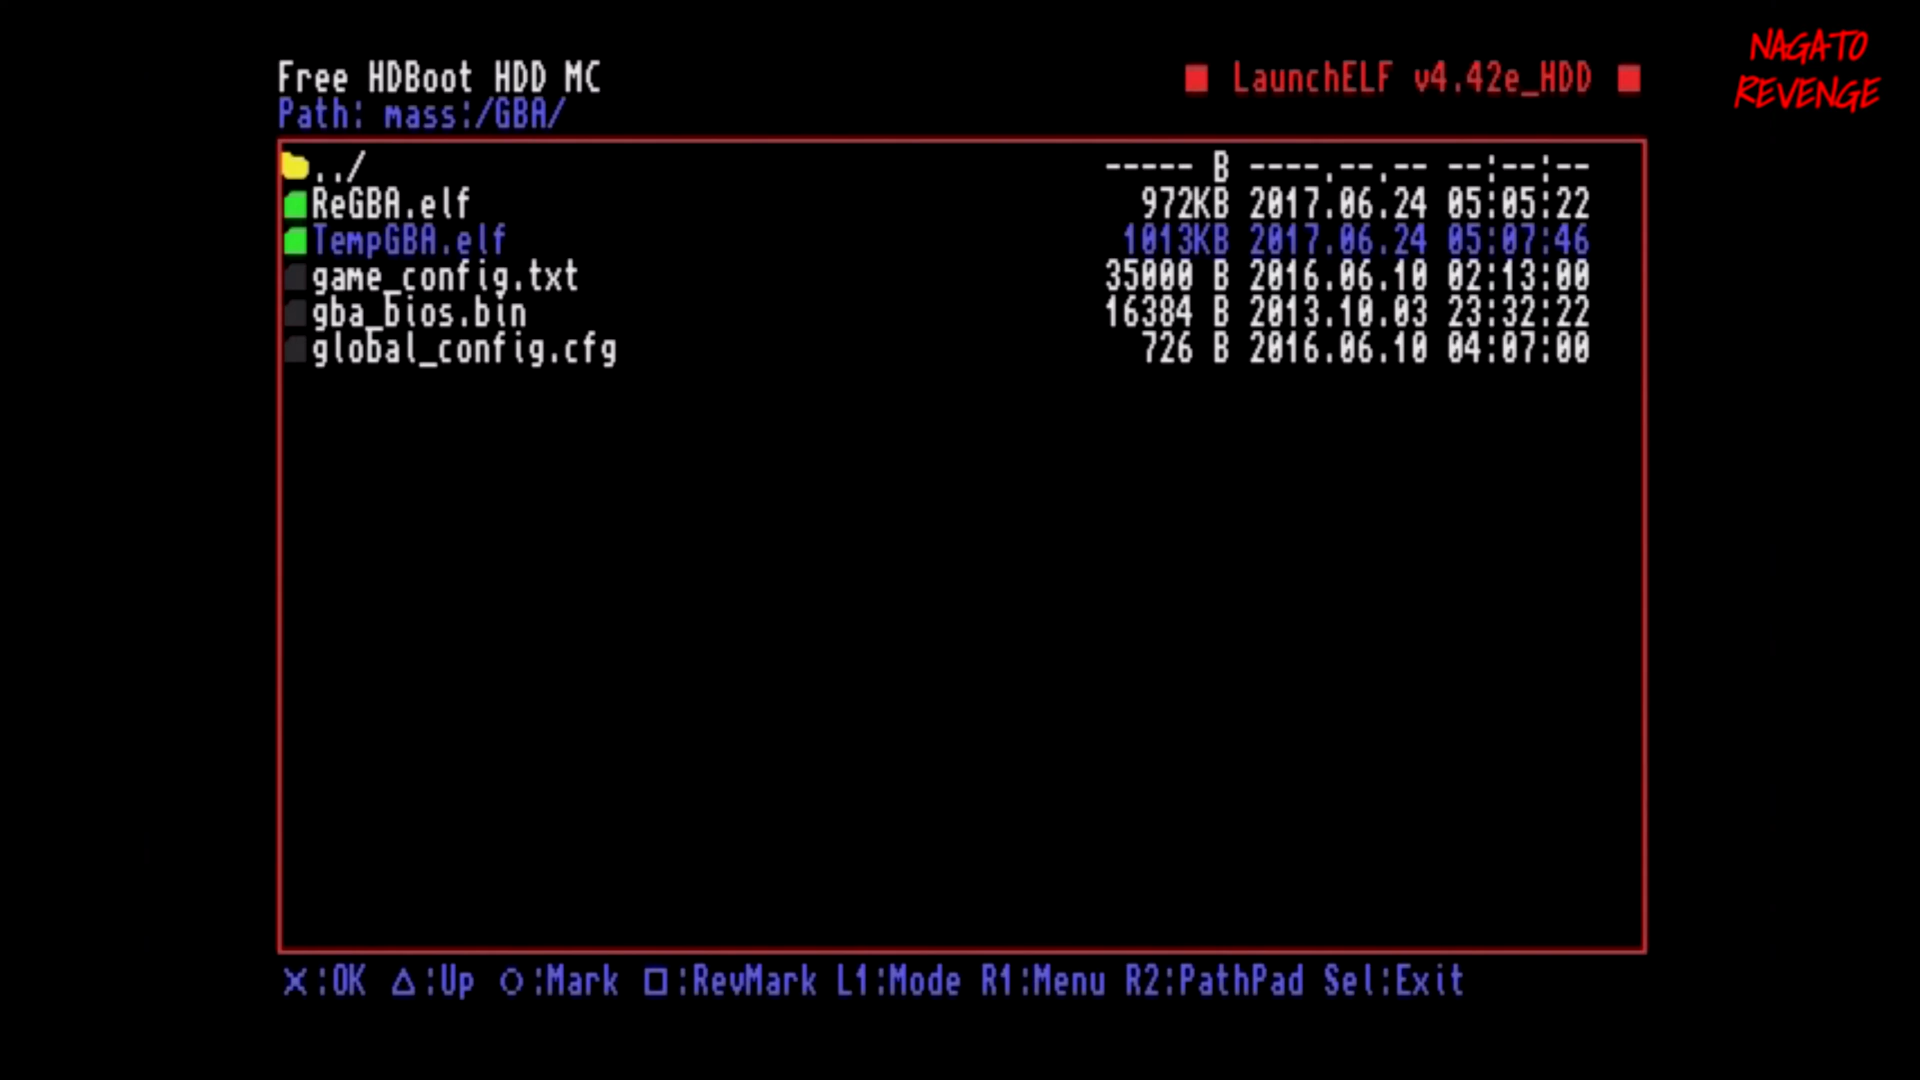 Free HDBoot HDD MC
LaunchELF v4.42e_HDD
NAGATO
REVENGE
Path: mass:/GBA/
../ ----- B ----.--.-- --:--:--
ReGBA.elf 972KB 2017.06.24 05:05:22
TempGBA.elf 1013KB 2017.06.24 05:07:46
game_config.txt 35000 B 2016.06.10 02:13:00
gba_bios.bin 16384 B 2013.10.03 23:32:22
global_config.cfg 726 B 2016.06.10 04:07:00
×:OK △:Up ○:Mark □:RevMark L1:Mode R1:Menu R2:PathPad Sel:Exit